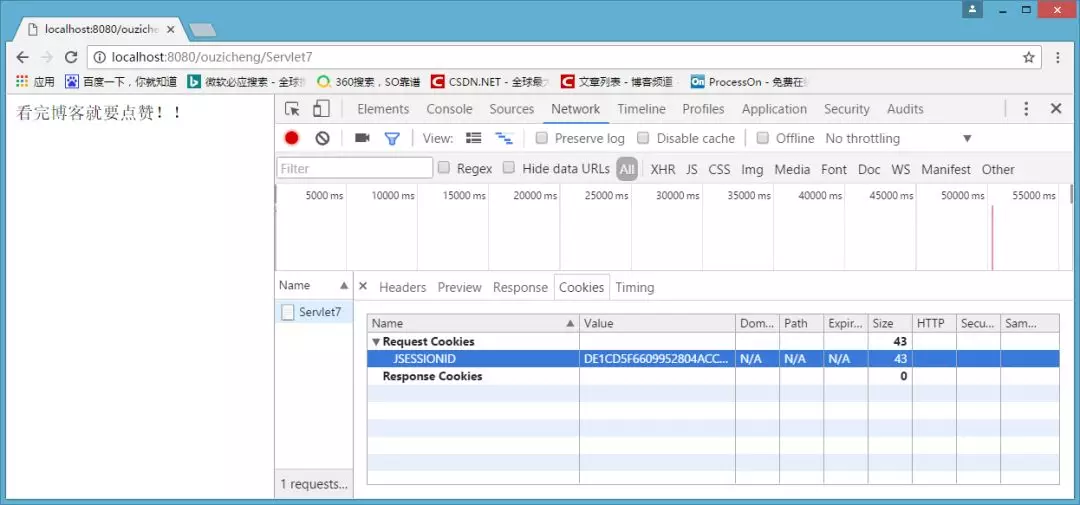 localhost:8080/ouziche
localhost:8080/ouzicheng/Servlet7
应用 百度一下，你就知道 微软必应搜索 - 全球 360搜索，SO靠谱 CSDN.NET - 全球最 文章列表 - 博客频道 On ProcessOn - 免费在
看完博客就要点赞！！
Elements Console Sources Network Timeline Profiles Application Security Audits
View: Preserve log Disable cache Offline No throttling
Filter Regex Hide data URLs All XHR JS CSS Img Media Font Doc WS Manifest Other
5000 ms 10000 ms 15000 ms 20000 ms 25000 ms 30000 ms 35000 ms 40000 ms 45000 ms 50000 ms 55000 ms
Name Headers Preview Response Cookies Timing
Servlet7
Name Value Dom... Path Expir... Size HTTP Secu... Sam...
Request Cookies 43
JSESSIONID DE1CD5F6609952804ACC... N/A N/A N/A 43
Response Cookies 0
1 requests...